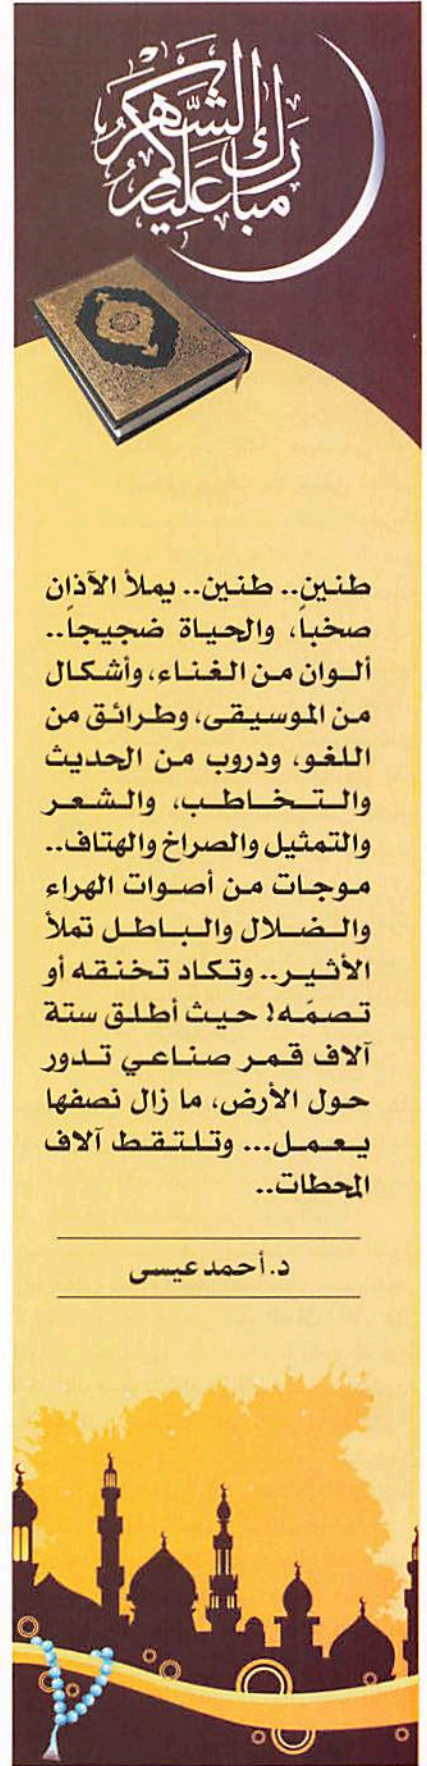 مبارك عليكم الشهر
طنين.. طنين.. يملأ الآذان
صخباً، والحياة ضجيجاً..
ألوان من الغناء، وأشكال
من الموسيقى، وطرائق من
اللغو، ودروب من الحديث
والتخاطب، والشعر
والتمثيل والصراخ والهتاف..
موجات من أصوات الهراء
والضلال والباطل تملأ
الأثير.. وتكاد تخنقه أو
تصمّه! حيث أطلق ستة
آلاف قمر صناعي تدور
حول الأرض، ما زال نصفها
يعمل... وتلتقط آلاف
المحطات..
د. أحمد عيسى